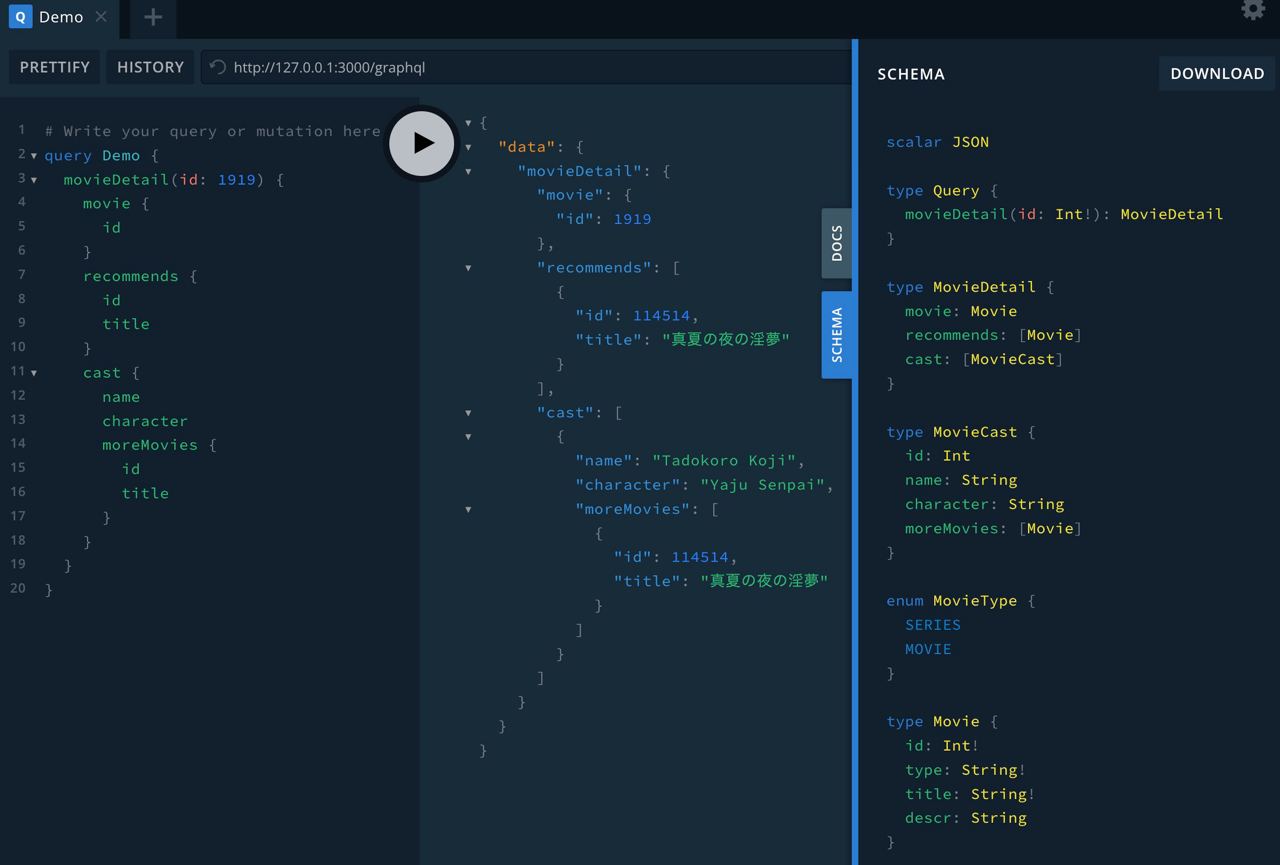 Q Demo
PRETTIFY
HISTORY
http://127.0.0.1:3000/graphql
1 # Write your query or mutation here
2 query Demo {
3 movieDetail(id: 1919) {
4 movie {
5 id
6 }
7 recommends {
8 id
9 title
10 }
11 cast {
12 name
13 character
14 moreMovies {
15 id
16 title
17 }
18 }
19 }
20 }
{
"data": {
"movieDetail": {
"movie": {
"id": 1919
},
"recommends": [
{
"id": 114514,
"title": "真夏の夜の淫夢"
}
],
"cast": [
{
"name": "Tadokoro Koji",
"character": "Yaju Senpai",
"moreMovies": [
{
"id": 114514,
"title": "真夏の夜の淫夢"
}
]
}
]
}
}
}
DOCS
SCHEMA
SCHEMA
DOWNLOAD
scalar JSON
type Query {
movieDetail(id: Int!): MovieDetail
}
type MovieDetail {
movie: Movie
recommends: [Movie]
cast: [MovieCast]
}
type MovieCast {
id: Int
name: String
character: String
moreMovies: [Movie]
}
enum MovieType {
SERIES
MOVIE
}
type Movie {
id: Int!
type: String!
title: String!
descr: String
}